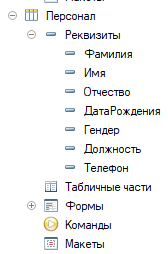 Персонал
Реквизиты
Фамилия
Имя
Отчество
ДатаРождения
Гендер
Должность
Телефон
Табличные части
Формы
Команды
Макеты